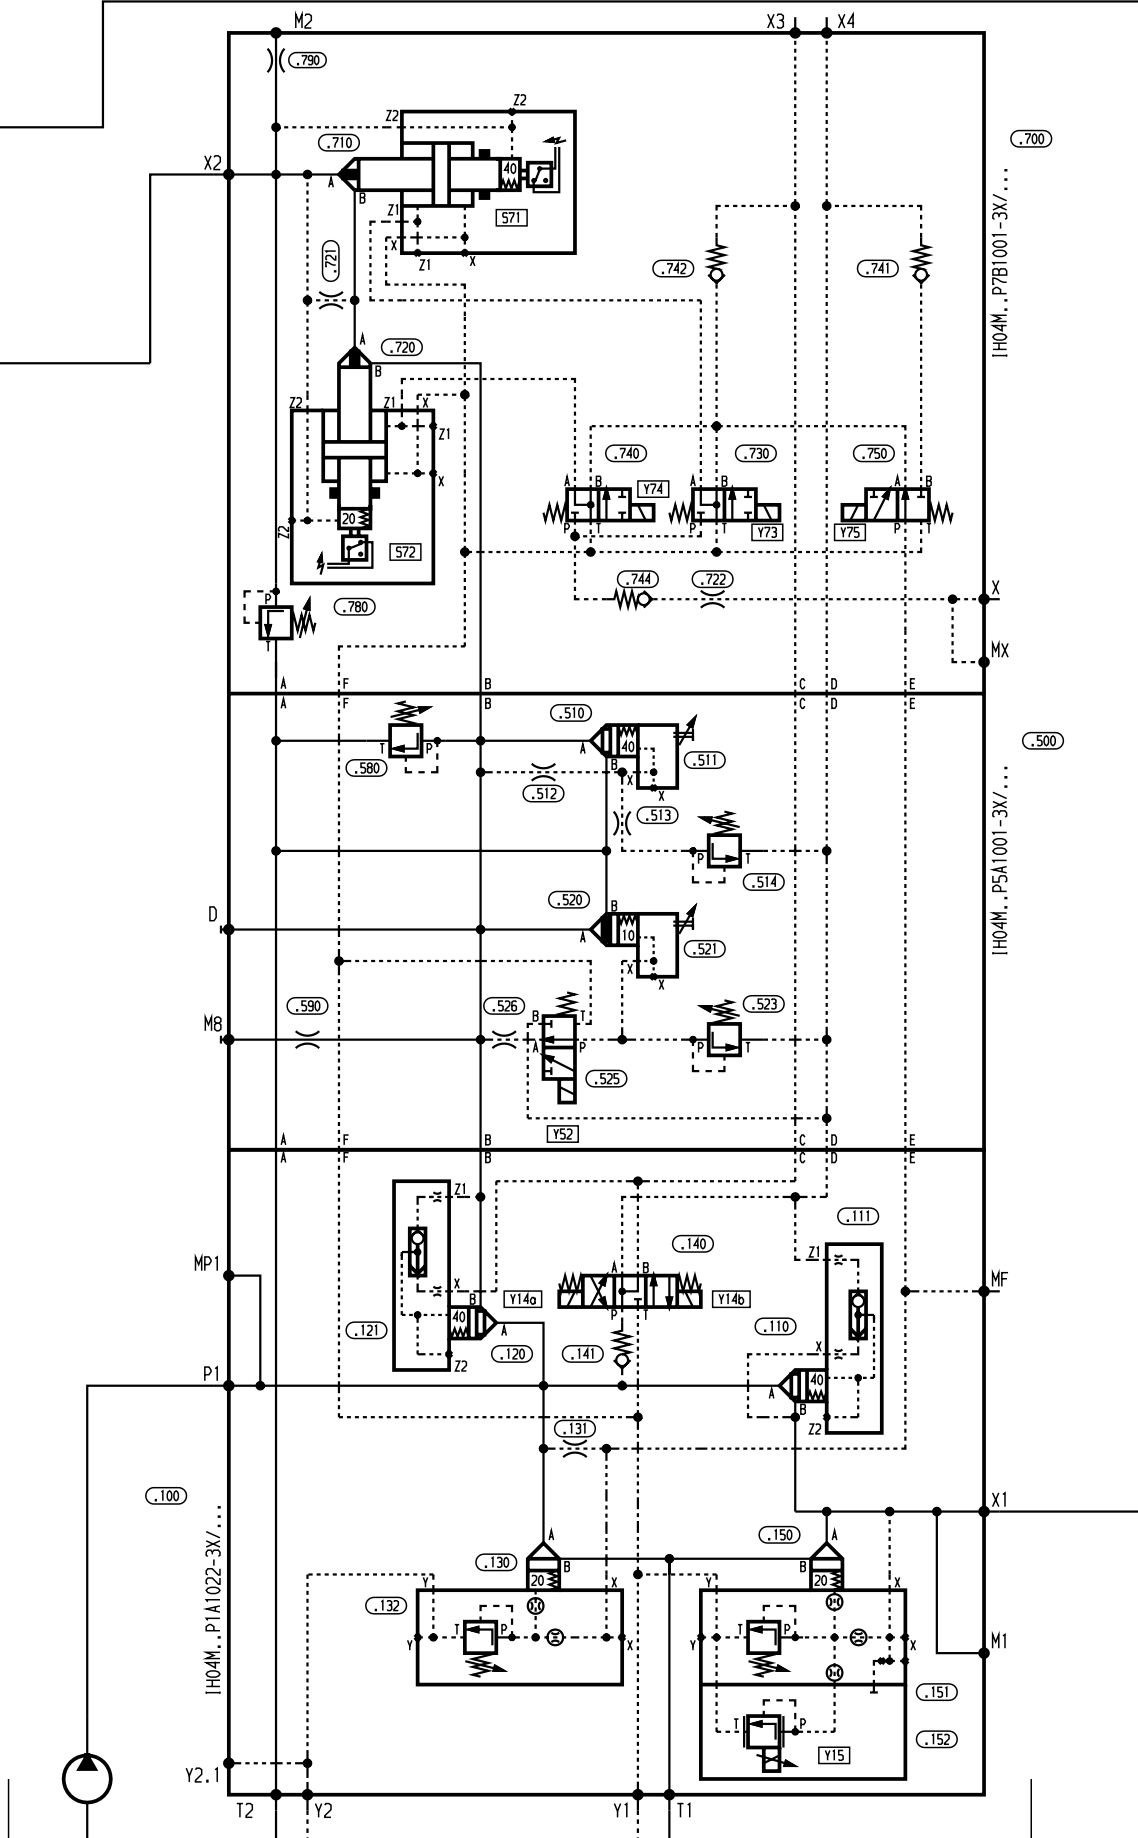 M2
X3
X4
.790
Z2
Z2
.710
.700
X2
A
40
B
Z1
S71
X
Z1
X
.721
.742
.741
IH04M..P7B1001-3X/...
A
.720
B
Z2
Z1
X
Z1
.740
.730
.750
X
A
B
Y74
A
B
A
B
20
P
T
P
T
Y73
Y75
P
T
Z2
S72
.744
.722
X
P
.780
T
MX
A
F
B
C
D
E
A
F
B
C
D
E
.510
T
P
A
40
.500
.580
B
X
.511
.512
X
.513
P
T
.514
IH04M..P5A1001-3X/...
.520
B
D
A
10
.521
X
X
.590
.526
.523
M8
B
T
A
P
P
T
.525
Y52
A
F
B
C
D
E
A
F
B
C
D
E
Z1
.111
.140
Z1
MP1
A
B
MF
X
B
Y14a
Y14b
.121
40
P
T
.110
A
.120
.141
X
Z2
P1
A
40
B
.131
Z2
.100
X1
IH04M..P1A1022-3X/...
A
.150
A
.130
B
B
Y
20
X
Y
20
X
.132
T
P
T
P
Y
X
Y
X
M1
.151
T
P
.152
Y15
Y2.1
T2
Y2
Y1
T1